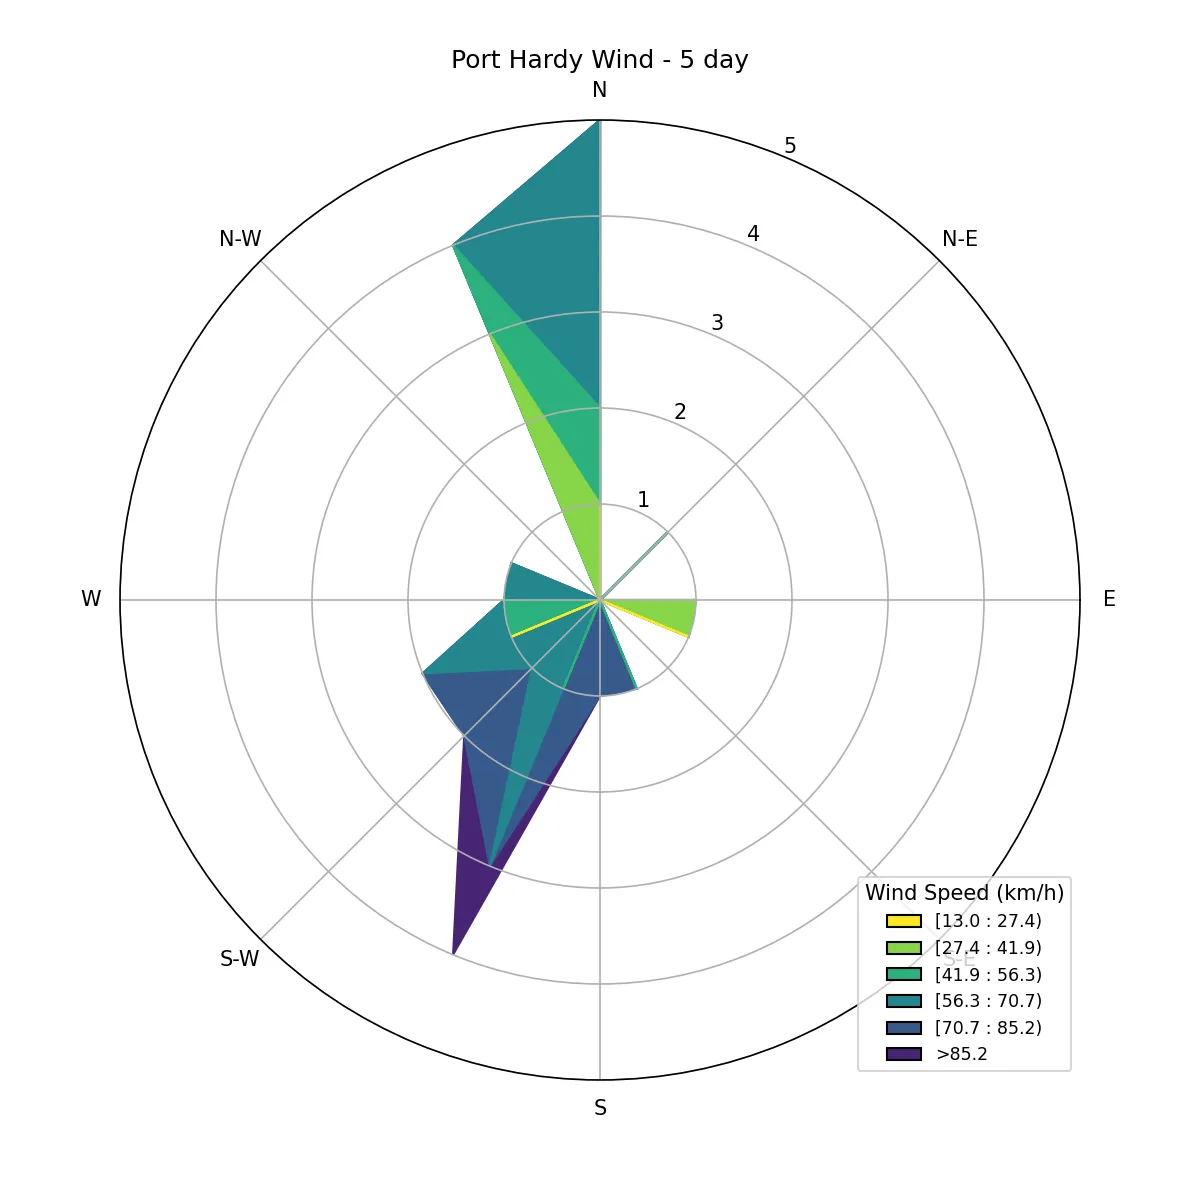 Port Hardy Wind - 5 day
N
5
N-W
4
N-E
3
2
1
W
E
S-W
S-E
S
Wind Speed (km/h)
[13.0 : 27.4)
[27.4 : 41.9)
[41.9 : 56.3)
[56.3 : 70.7)
[70.7 : 85.2)
>85.2